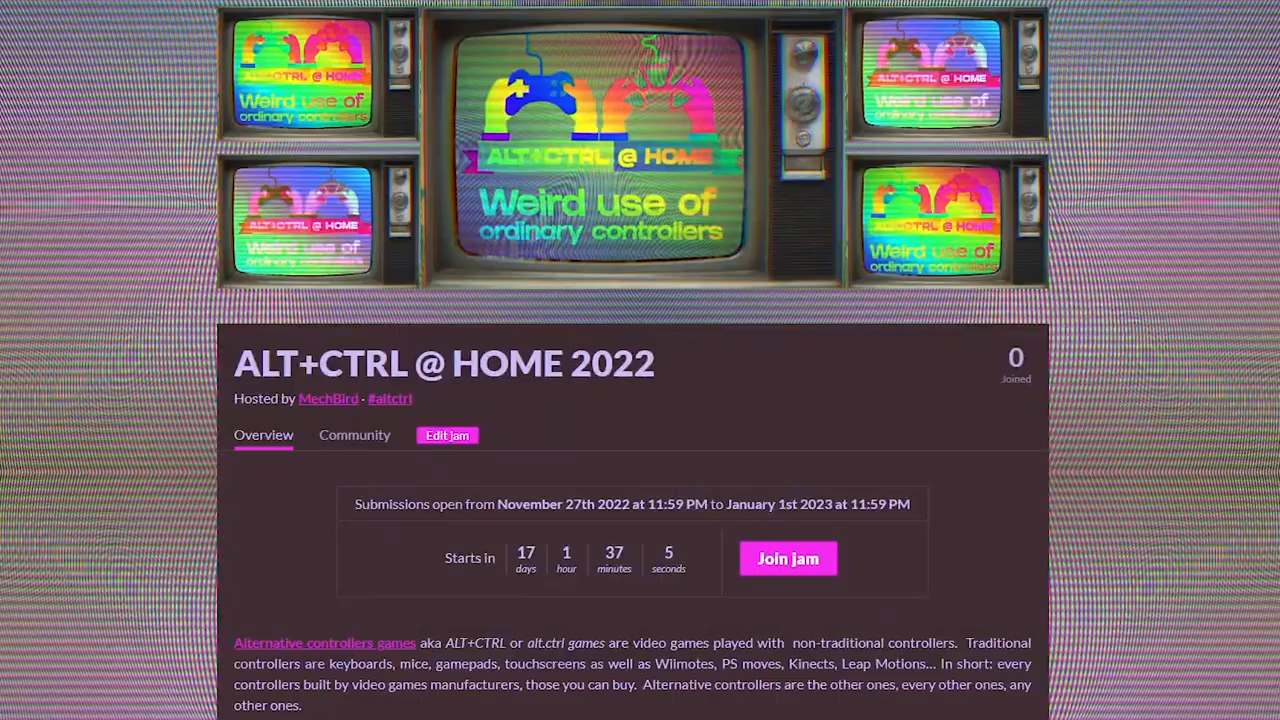 ALT+CTRL @ HOME
Weird use of
ordinary controllers
ALT+CTRL @ HOME
Weird use of
ordinary controllers
ALT+CTRL @ HOME
Weird use of
ordinary controllers
ALT+CTRL @ HOME
Weird use of
ordinary controllers
ALT+CTRL @ HOME
Weird use of
ordinary controllers
ALT+CTRL @ HOME 2022
0
Joined
Hosted by MechBird · #altctrl
Overview Community Edit jam
Submissions open from November 27th 2022 at 11:59 PM to January 1st 2023 at 11:59 PM
Starts in 17 days 1 hour 37 minutes 5 seconds Join jam
Alternative controllers games aka ALT+CTRL or alt.ctrl games are video games played with non-traditional controllers. Traditional
controllers are keyboards, mice, gamepads, touchscreens as well as Wiimotes, PS moves, Kinects, Leap Motions... In short: every
controllers built by video games manufacturers, those you can buy. Alternative controllers are the other ones, every other ones, any
other ones.